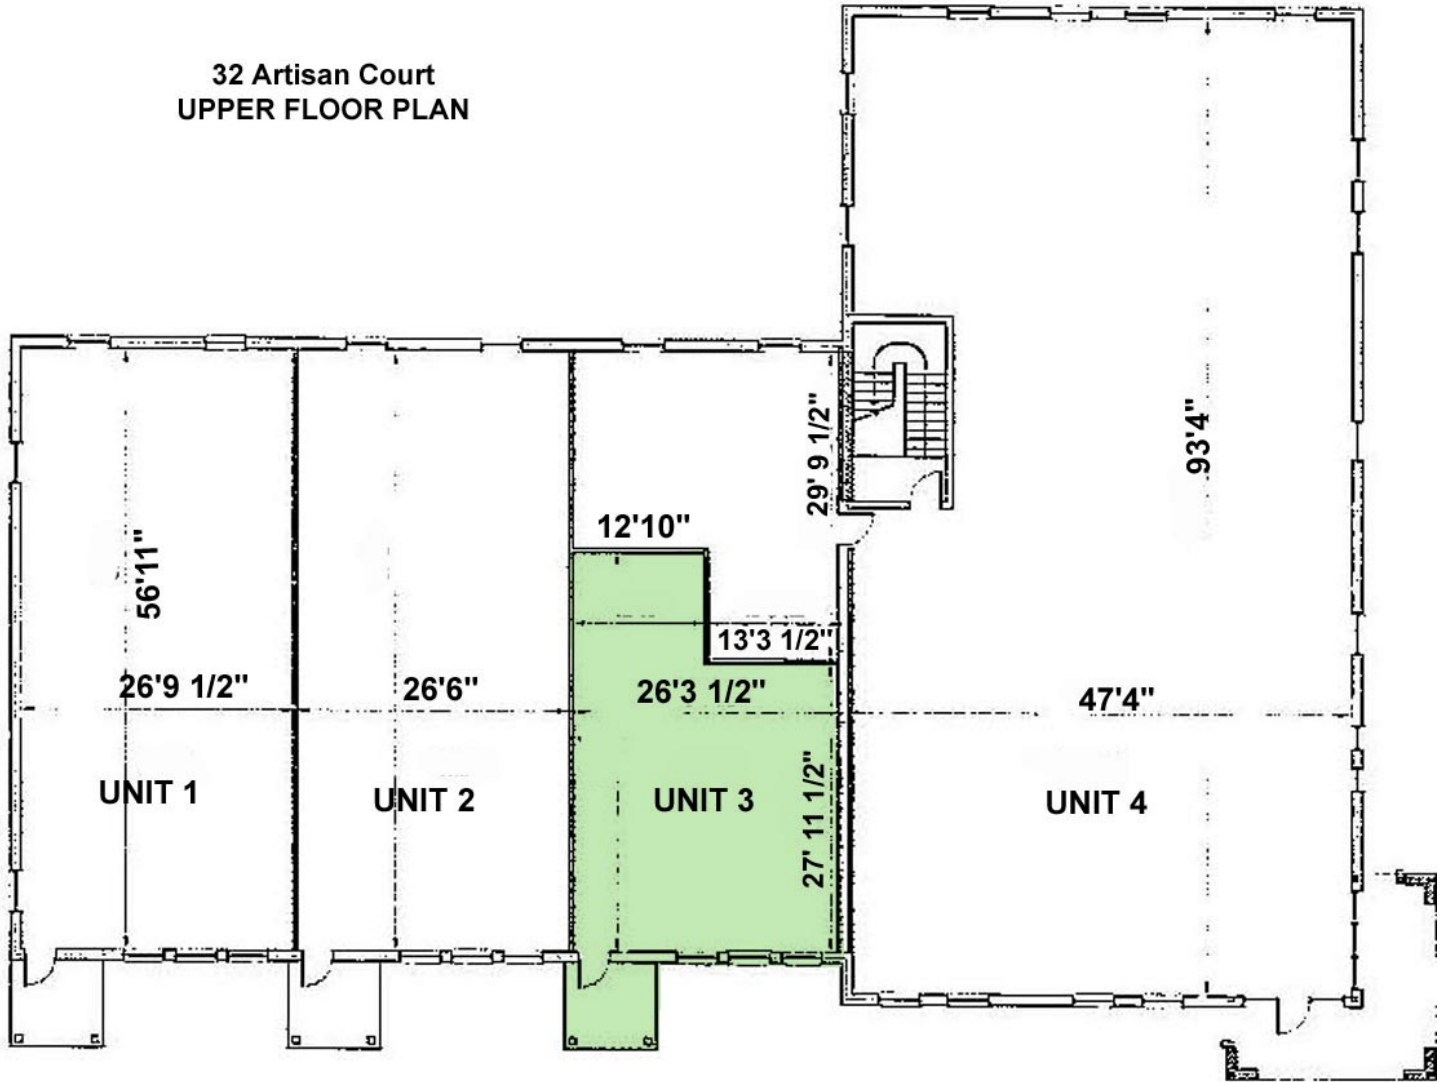 32 Artisan Court
UPPER FLOOR PLAN
93'4"
29' 9 1/2"
12'10"
56'11"
13'3 1/2"
26'9 1/2"
26'6"
26'3 1/2"
47'4"
27' 11 1/2"
UNIT 1
UNIT 2
UNIT 3
UNIT 4